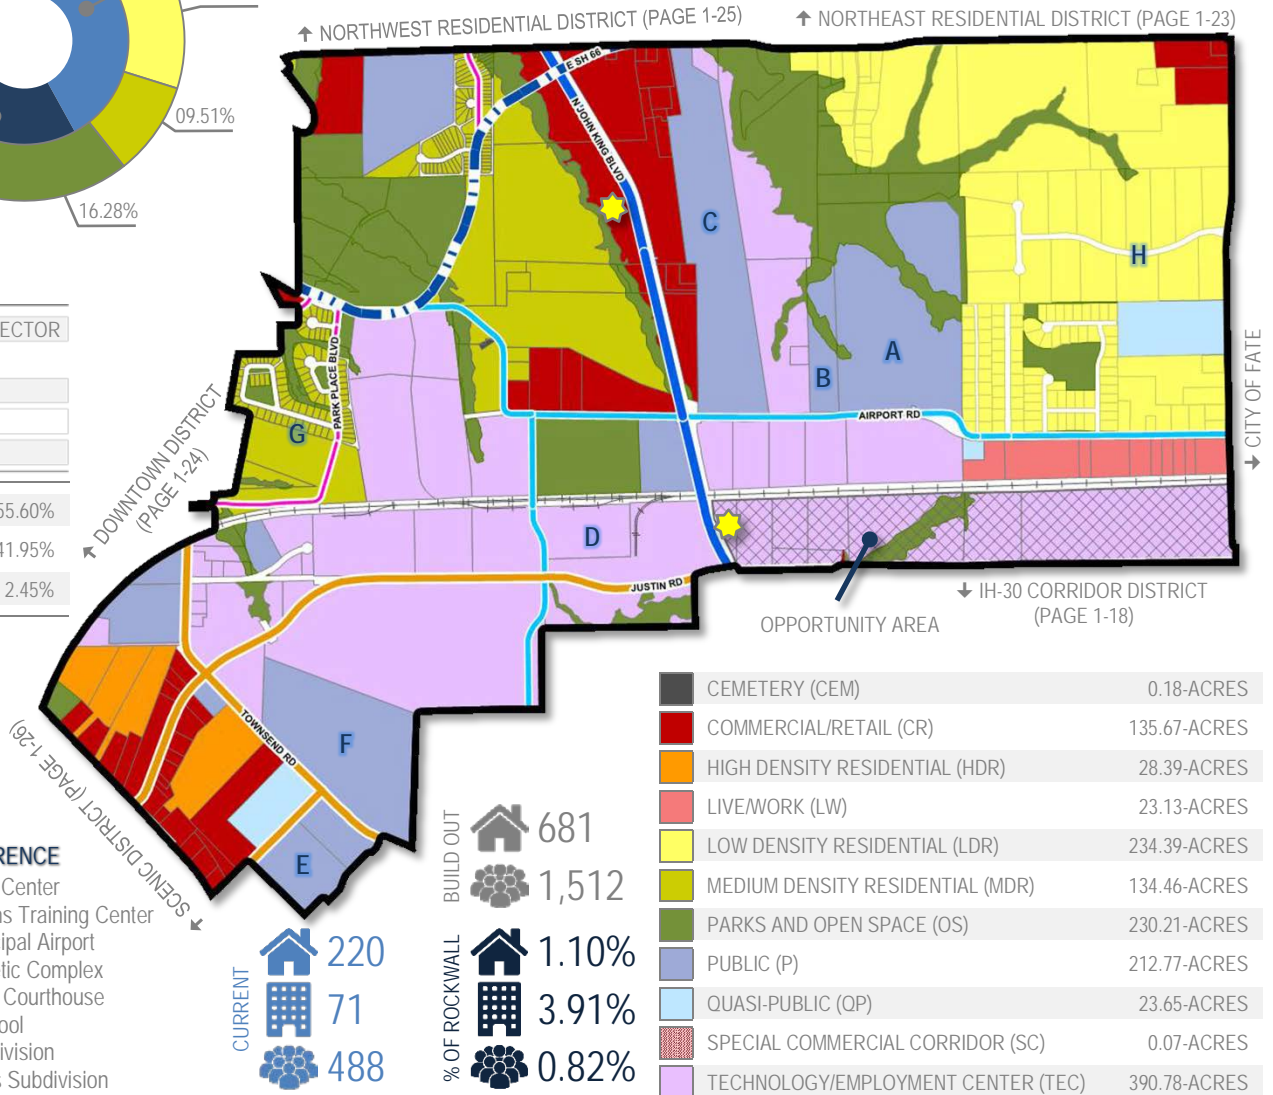 NORTHWEST RESIDENTIAL DISTRICT (PAGE 1-25)
NORTHEAST RESIDENTIAL DISTRICT (PAGE 1-23)
09.51%
16.28%
E SH 66
N JOHN KING BLVD
C
H
A
B
PARK PLACE BLVD
AIRPORT RD
G
D
JUSTIN RD
CITY OF FATE
DOWNTOWN DISTRICT
(PAGE 1-24)
55.60%
41.95%
2.45%
OPPORTUNITY AREA
IH-30 CORRIDOR DISTRICT
(PAGE 1-18)
TOWNSEND RD
F
E
SCENIC DISTRICT (PAGE 1-26)
Center
Training Center
Airport
Complex
Courthouse
Subdivision
BUILD OUT
681
1,512
CURRENT
220
71
488
% OF ROCKWALL
1.10%
3.91%
0.82%
CEMETERY (CEM) 0.18-ACRES
COMMERCIAL/RETAIL (CR) 135.67-ACRES
HIGH DENSITY RESIDENTIAL (HDR) 28.39-ACRES
LIVE/WORK (LW) 23.13-ACRES
LOW DENSITY RESIDENTIAL (LDR) 234.39-ACRES
MEDIUM DENSITY RESIDENTIAL (MDR) 134.46-ACRES
PARKS AND OPEN SPACE (OS) 230.21-ACRES
PUBLIC (P) 212.77-ACRES
QUASI-PUBLIC (QP) 23.65-ACRES
SPECIAL COMMERCIAL CORRIDOR (SC) 0.07-ACRES
TECHNOLOGY/EMPLOYMENT CENTER (TEC) 390.78-ACRES